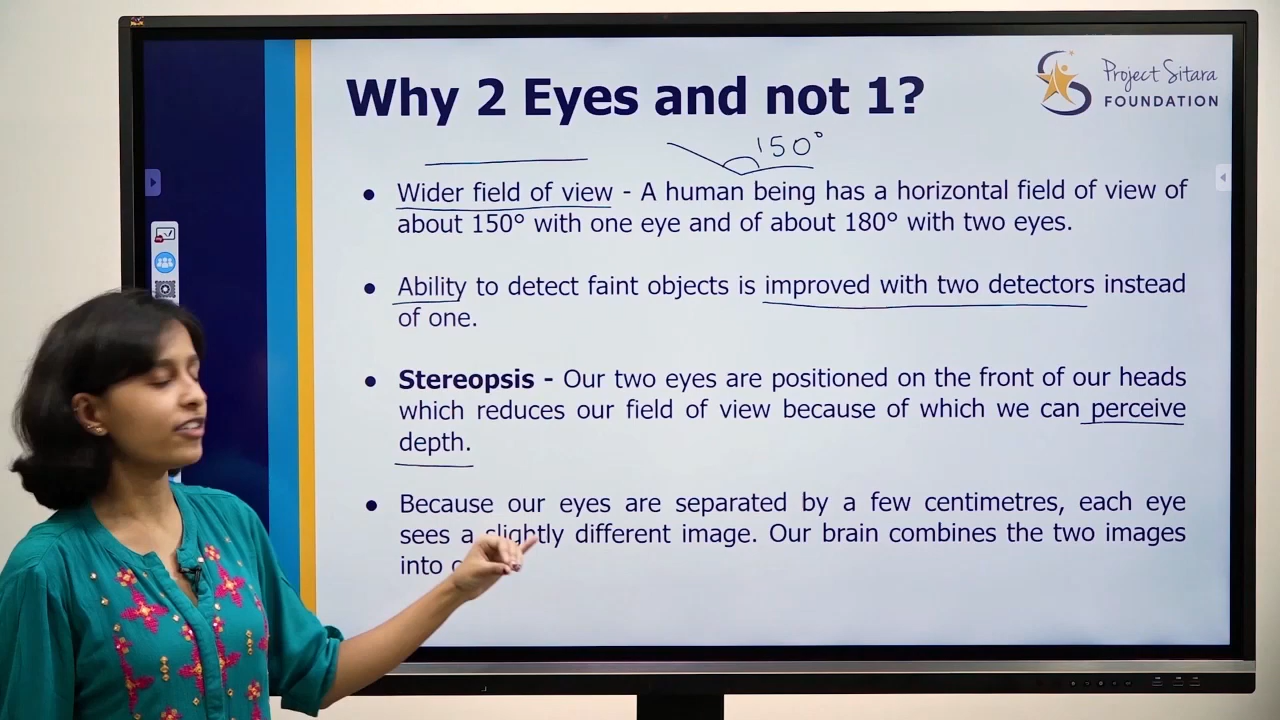 Why 2 Eyes and not 1?
Project Sitara
FOUNDATION
150°
● Wider field of view - A human being has a horizontal field of view of
about 150° with one eye and of about 180° with two eyes.
● Ability to detect faint objects is improved with two detectors instead
of one.
● Stereopsis - Our two eyes are positioned on the front of our heads
which reduces our field of view because of which we can perceive
depth.
● Because our eyes are separated by a few centimetres, each eye
sees a slightly different image. Our brain combines the two images
into